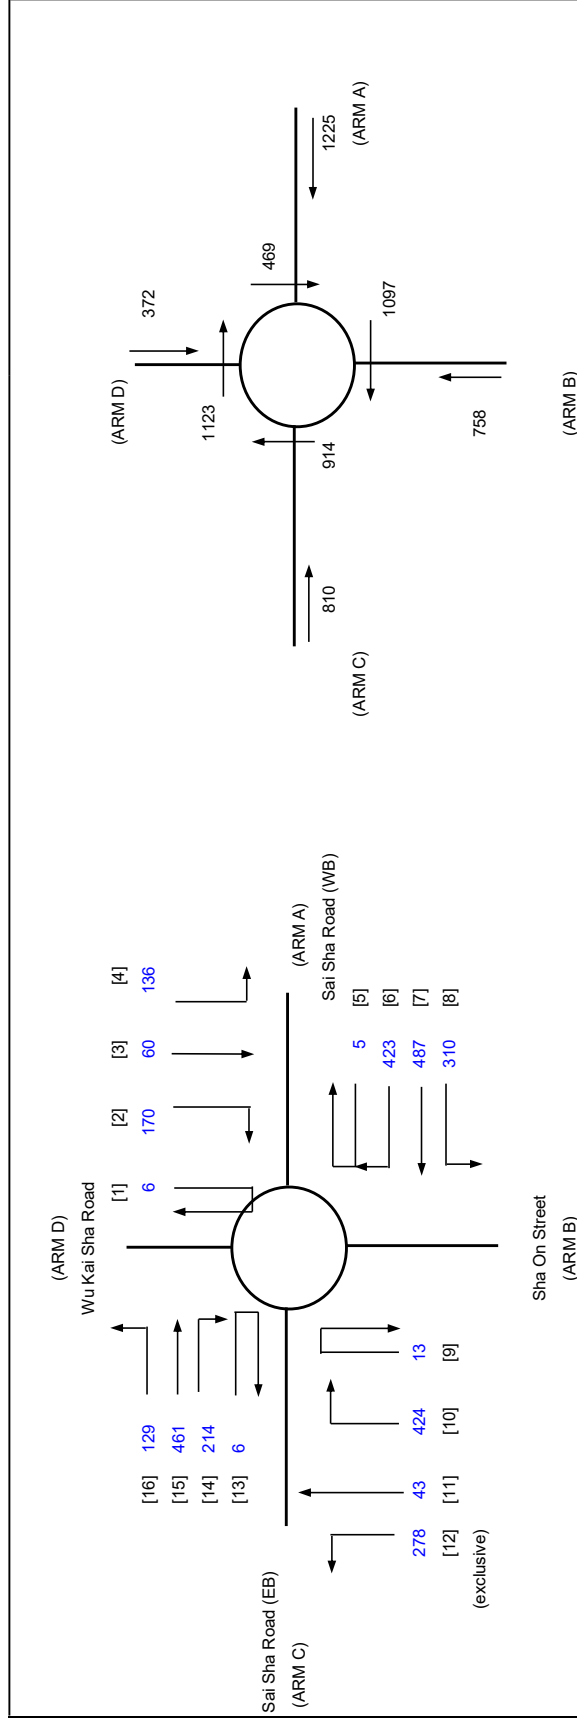 (ARM D)
Wu Kai Sha Road
[1] [2] [3] [4]
6 170 60 136
[16] 129
[15] 461
[14] 214
[13] 6
Sai Sha Road (EB)
(ARM C)
(ARM A)
Sai Sha Road (WB)
5 [5]
423 [6]
487 [7]
310 [8]
278 43 424 13
[12] [11] [10] [9]
(exclusive)
Sha On Street
(ARM B)
(ARM D)
372
1123
469
914
1097
810
(ARM C)
1225
(ARM A)
758
(ARM B)